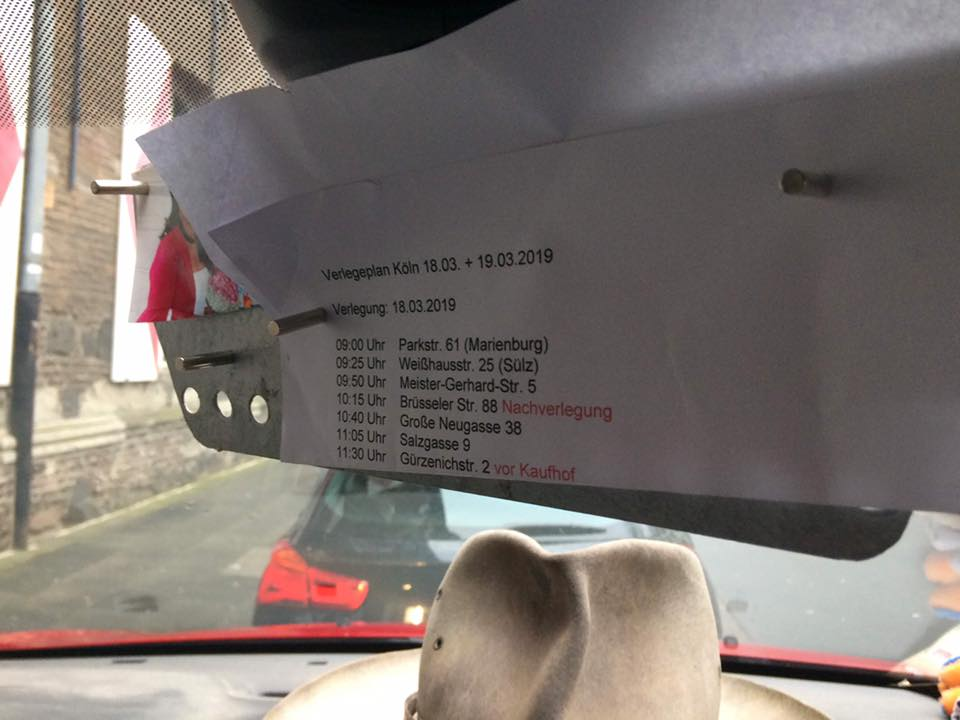 Verlegeplan Köln 18.03. + 19.03.2019
Verlegung: 18.03.2019
09:00 Uhr Parkstr. 61 (Marienburg)
09:25 Uhr Weißhausstr. 25 (Sülz)
09:50 Uhr Meister-Gerhard-Str. 5
10:15 Uhr Brüsseler Str. 88 Nachverlegung
10:40 Uhr Große Neugasse 38
11:05 Uhr Salzgasse 9
11:30 Uhr Gürzenichstr. 2 vor Kaufhof